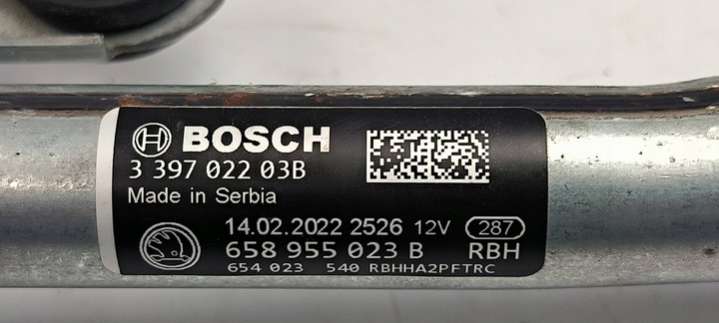 BOSCH
3 397 022 03B
Made in Serbia
14.02.2022 2526 12V 287
658 955 023 B RBH
654 023 540 RBHHA2PFTRC